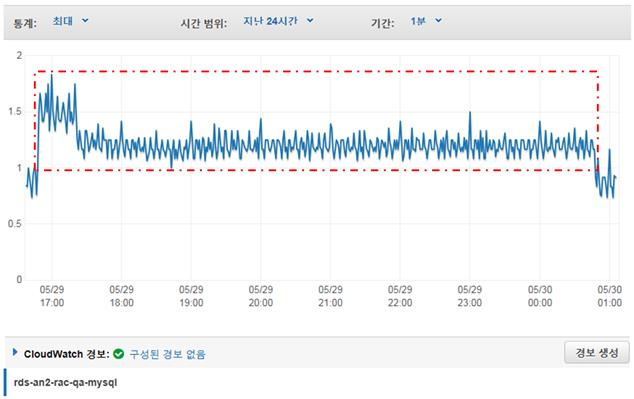 통계: 최대 시간 범위: 지난 24시간 기간: 1분
2
1.5
1
0.5
0
05/29 05/29 05/29 05/29 05/29 05/29 05/29 05/30 05/30
17:00 18:00 19:00 20:00 21:00 22:00 23:00 00:00 01:00
CloudWatch 경보: 구성된 경보 없음 경보 생성
rds-an2-rac-qa-mysql